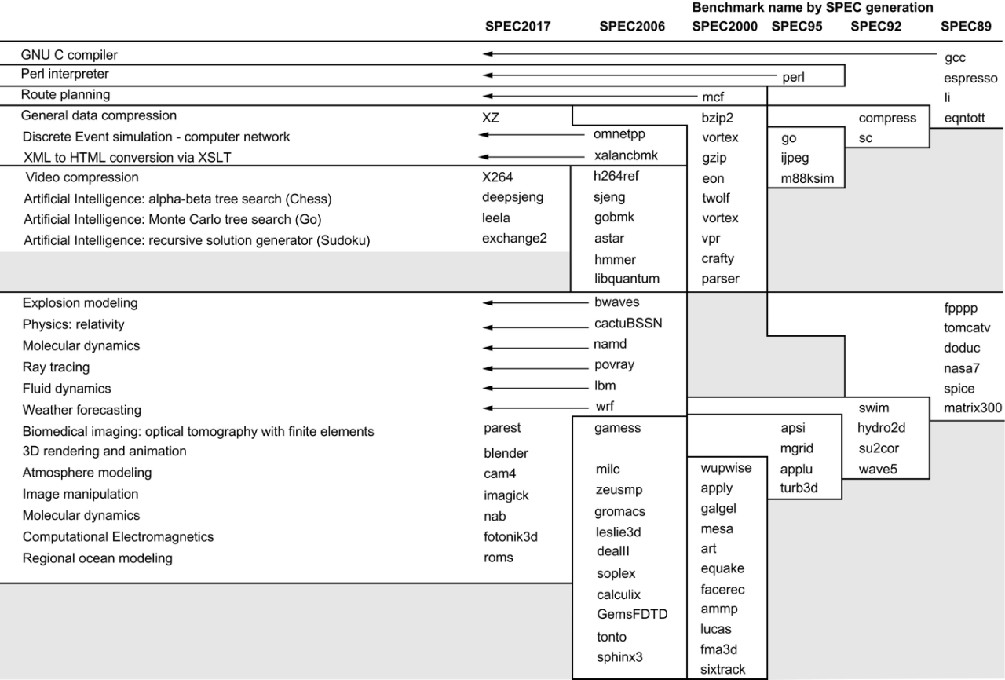 Benchmark name by SPEC generation
SPEC2017 SPEC2006 SPEC2000 SPEC95 SPEC92 SPEC89
GNU C compiler gcc
Perl interpreter perl espresso
Route planning mcf li
General data compression XZ bzip2 compress eqntott
Discrete Event simulation - computer network omnetpp vortex go sc
XML to HTML conversion via XSLT xalancbmk gzip ijpeg
Video compression X264 h264ref eon m88ksim
Artificial Intelligence: alpha-beta tree search (Chess) deepsjeng sjeng twolf
Artificial Intelligence: Monte Carlo tree search (Go) leela gobmk vortex
Artificial Intelligence: recursive solution generator (Sudoku) exchange2 astar vpr
hmmer crafty
libquantum parser
Explosion modeling bwaves fpppp
Physics: relativity cactuBSSN tomcatv
Molecular dynamics namd doduc
Ray tracing povray nasa7
Fluid dynamics lbm spice
Weather forecasting wrf swim matrix300
Biomedical imaging: optical tomography with finite elements parest gamess apsi hydro2d
3D rendering and animation blender mgrid su2cor
Atmosphere modeling cam4 milc wupwise applu wave5
Image manipulation imagick zeusmp apply turb3d
Molecular dynamics nab gromacs galgel
Computational Electromagnetics fotonik3d leslie3d mesa
Regional ocean modeling roms dealII art
soplex equake
calculix facerec
GemsFDTD ammp
tonto lucas
sphinx3 fma3d
sixtrack